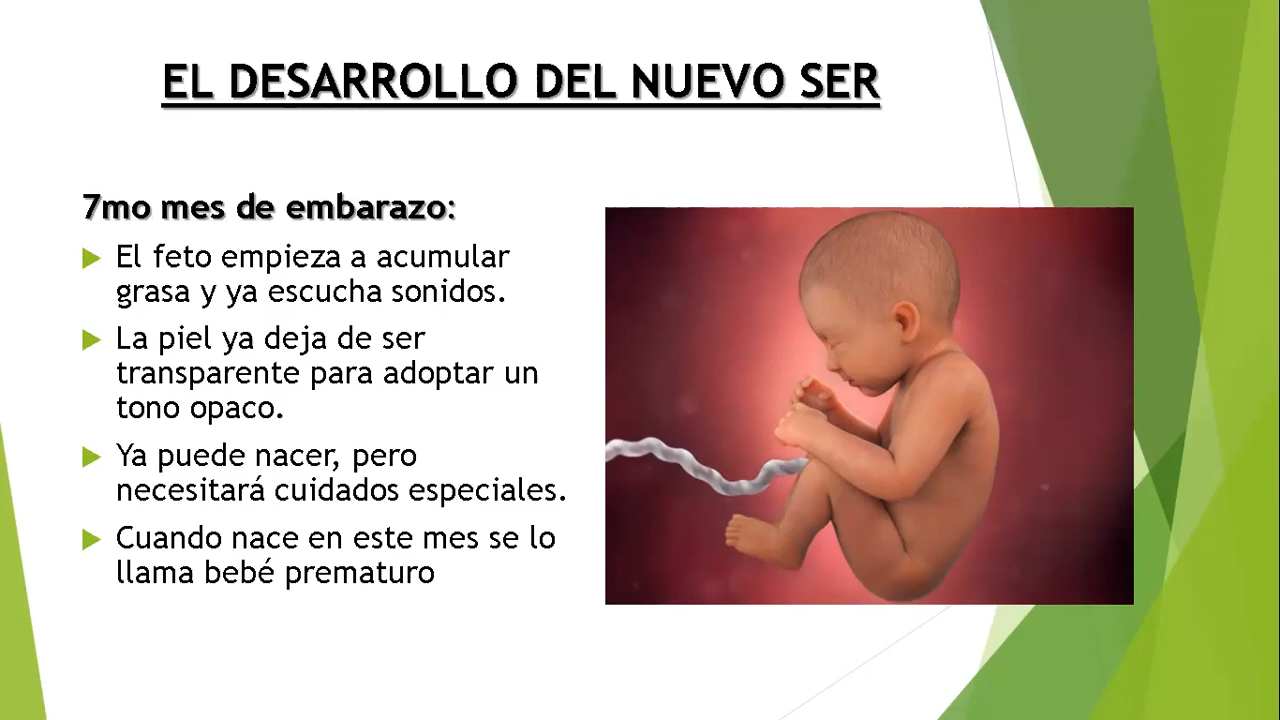 EL DESARROLLO DEL NUEVO SER
7mo mes de embarazo:
El feto empieza a acumular
grasa y ya escucha sonidos.
La piel ya deja de ser
transparente para adoptar un
tono opaco.
Ya puede nacer, pero
necesitará cuidados especiales.
Cuando nace en este mes se lo
llama bebé prematuro